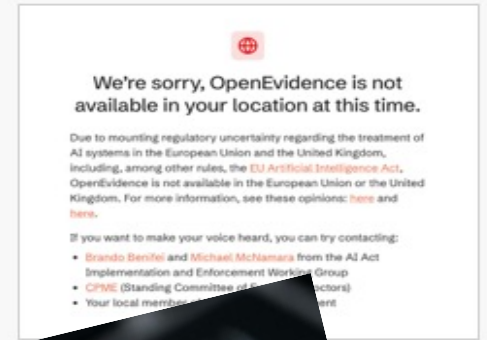 We're sorry, OpenEvidence is not
available in your location at this time.
Due to mounting regulatory uncertainty regarding the treatment of
AI systems in the European Union and the United Kingdom,
including, among other rules, the EU Artificial Intelligence Act,
OpenEvidence is not available in the European Union or the United
Kingdom. For more information, see these opinions: here and
here.
If you want to make your voice heard, you can try contacting:
• Brando Benifei and Michael McNamara from the AI Act
Implementation and Enforcement Working Group
• CPME (Standing Committee of
• Your local member